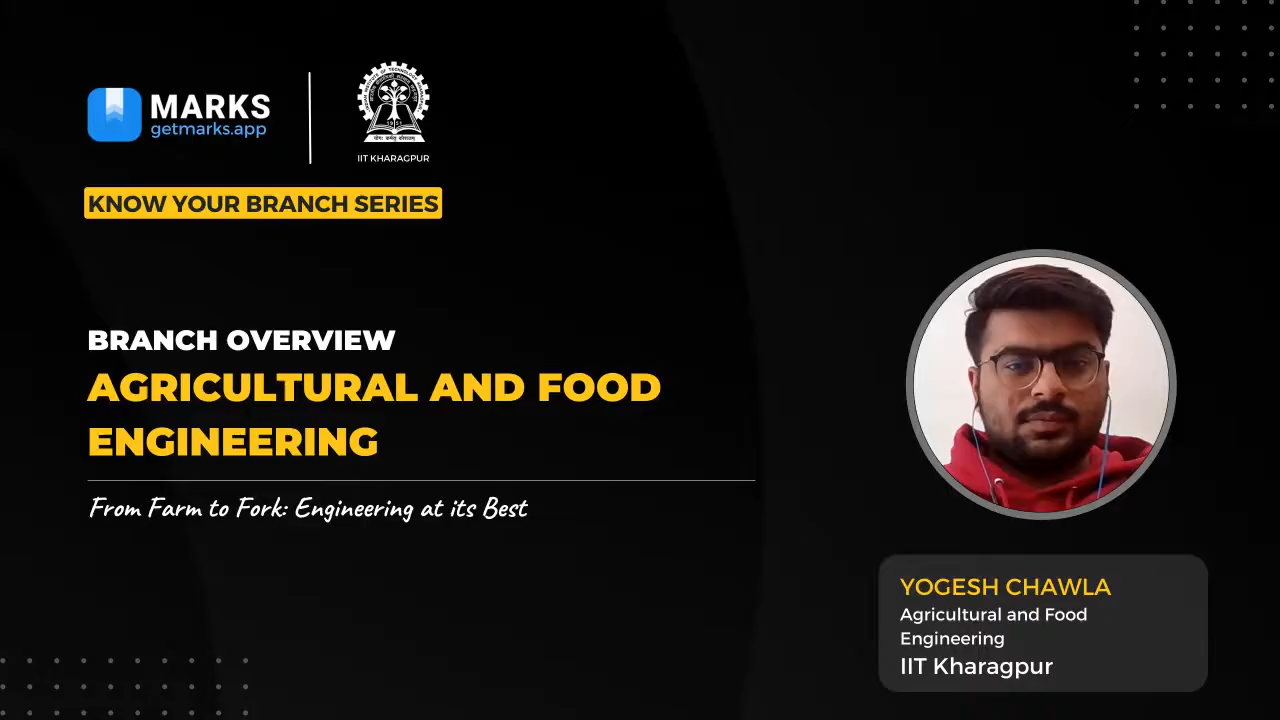 MARKS
getmarks.app
IIT KHARAGPUR
KNOW YOUR BRANCH SERIES
BRANCH OVERVIEW
AGRICULTURAL AND FOOD
ENGINEERING
From Farm to Fork: Engineering at its Best
YOGESH CHAWLA
Agricultural and Food
Engineering
IIT Kharagpur